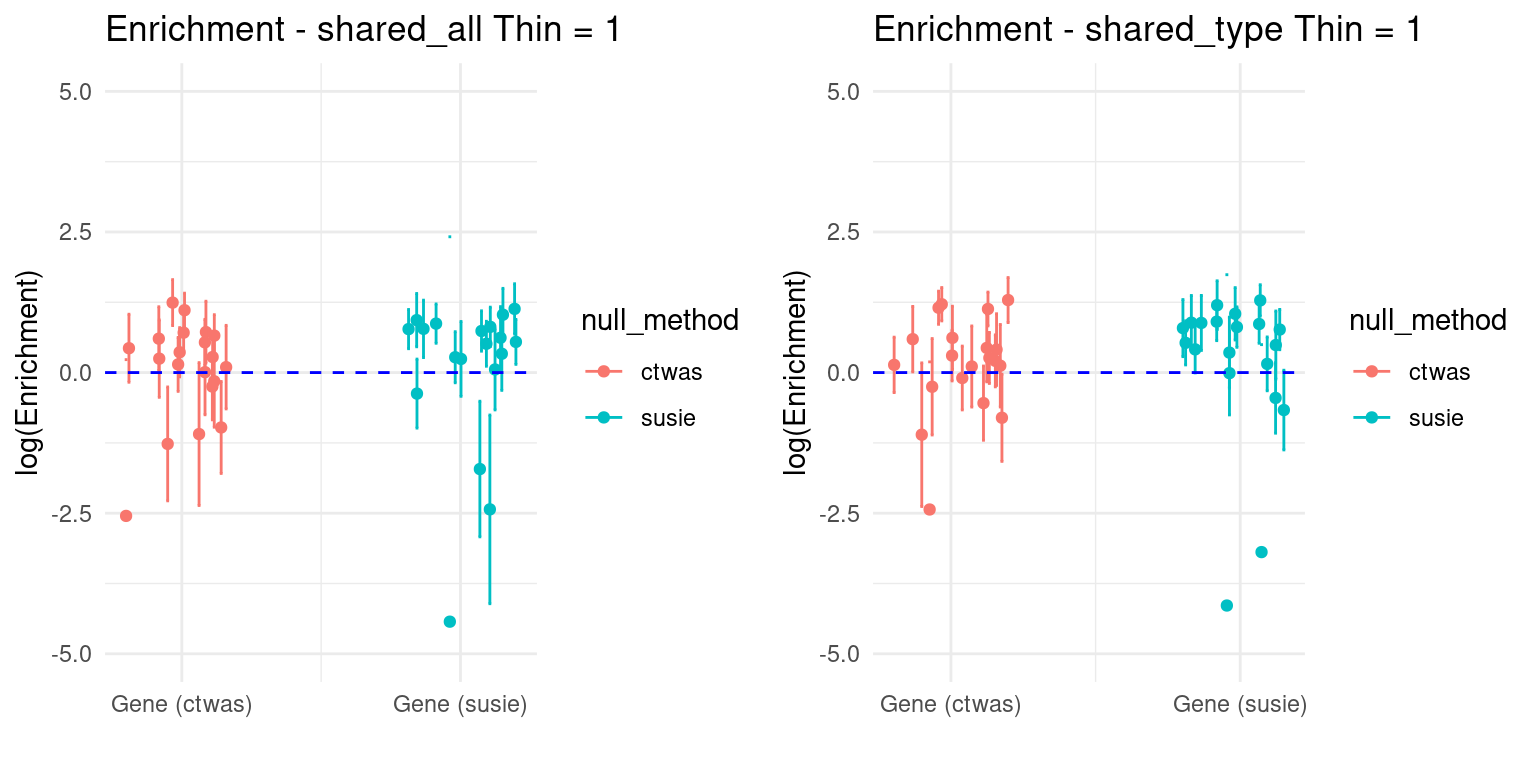 Enrichment - shared_all Thin = 1
5.0
2.5
0.0
-2.5
-5.0
log(Enrichment)
Gene (ctwas)
Gene (susie)
null_method
ctwas
susie
Enrichment - shared_type Thin = 1
5.0
2.5
0.0
-2.5
-5.0
log(Enrichment)
Gene (ctwas)
Gene (susie)
null_method
ctwas
susie